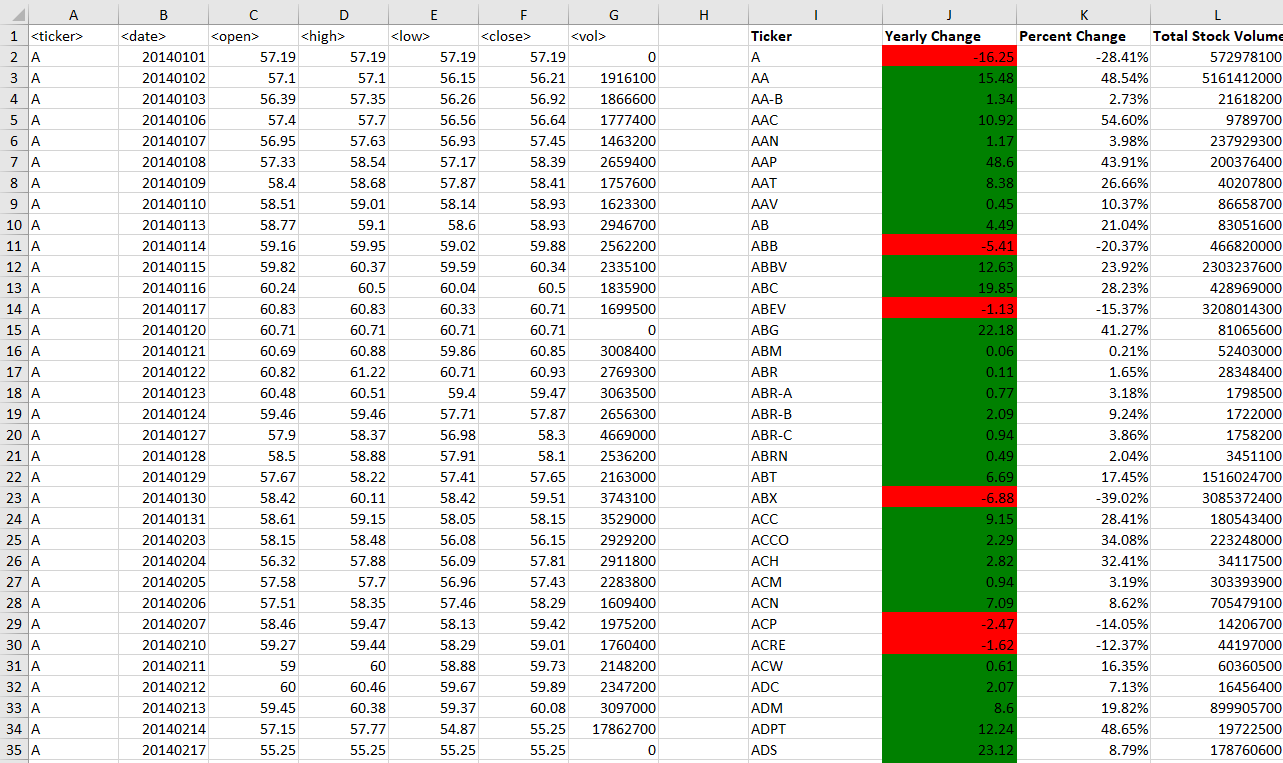 A B C D E F G H I J K L
1 <ticker> <date> <open> <high> <low> <close> <vol> Ticker Yearly Change Percent Change Total Stock Volume
2 A 20140101 57.19 57.19 57.19 57.19 0 A -16.25 -28.41% 572978100
3 A 20140102 57.1 57.1 56.15 56.21 1916100 AA 15.48 48.54% 5161412000
4 A 20140103 56.39 57.35 56.26 56.92 1866600 AA-B 1.34 2.73% 21618200
5 A 20140106 57.4 57.7 56.56 56.64 1777400 AAC 10.92 54.60% 9789700
6 A 20140107 56.95 57.63 56.93 57.45 1463200 AAN 1.17 3.98% 237929300
7 A 20140108 57.33 58.54 57.17 58.39 2659400 AAP 48.6 43.91% 200376400
8 A 20140109 58.4 58.68 57.87 58.41 1757600 AAT 8.38 26.66% 40207800
9 A 20140110 58.51 59.01 58.14 58.93 1623300 AAV 0.45 10.37% 86658700
10 A 20140113 58.77 59.1 58.6 58.93 2946700 AB 4.49 21.04% 83051600
11 A 20140114 59.16 59.95 59.02 59.88 2562200 ABB -5.41 -20.37% 466820000
12 A 20140115 59.82 60.37 59.59 60.34 2335100 ABBV 12.63 23.92% 2303237600
13 A 20140116 60.24 60.5 60.04 60.5 1835900 ABC 19.85 28.23% 428969000
14 A 20140117 60.83 60.83 60.33 60.71 1699500 ABEV -1.13 -15.37% 3208014300
15 A 20140120 60.71 60.71 60.71 60.71 0 ABG 22.18 41.27% 81065600
16 A 20140121 60.69 60.88 59.86 60.85 3008400 ABM 0.06 0.21% 52403000
17 A 20140122 60.82 61.22 60.71 60.93 2769300 ABR 0.11 1.65% 28348400
18 A 20140123 60.48 60.51 59.4 59.47 3063500 ABR-A 0.77 3.18% 1798500
19 A 20140124 59.46 59.46 57.71 57.87 2656300 ABR-B 2.09 9.24% 1722000
20 A 20140127 57.9 58.37 56.98 58.3 4669000 ABR-C 0.94 3.86% 1758200
21 A 20140128 58.5 58.88 57.91 58.1 2536200 ABRN 0.49 2.04% 3451100
22 A 20140129 57.67 58.22 57.41 57.65 2163000 ABT 6.69 17.45% 1516024700
23 A 20140130 58.42 60.11 58.42 59.51 3743100 ABX -6.88 -39.02% 3085372400
24 A 20140131 58.61 59.15 58.05 58.15 3529000 ACC 9.15 28.41% 180543400
25 A 20140203 58.15 58.48 56.08 56.15 2929200 ACCO 2.29 34.08% 223248000
26 A 20140204 56.32 57.88 56.09 57.81 2911800 ACH 2.82 32.41% 34117500
27 A 20140205 57.58 57.7 56.96 57.43 2283800 ACM 0.94 3.19% 303393900
28 A 20140206 57.51 58.35 57.46 58.29 1609400 ACN 7.09 8.62% 705479100
29 A 20140207 58.46 59.47 58.13 59.42 1975200 ACP -2.47 -14.05% 14206700
30 A 20140210 59.27 59.44 58.29 59.01 1760400 ACRE -1.62 -12.37% 44197000
31 A 20140211 59 60 58.88 59.73 2148200 ACW 0.61 16.35% 60360500
32 A 20140212 60 60.46 59.67 59.89 2347200 ADC 2.07 7.13% 16456400
33 A 20140213 59.45 60.38 59.37 60.08 3097000 ADM 8.6 19.82% 899905700
34 A 20140214 57.15 57.77 54.87 55.25 17862700 ADPT 12.24 48.65% 19722500
35 A 20140217 55.25 55.25 55.25 55.25 0 ADS 23.12 8.79% 178760600